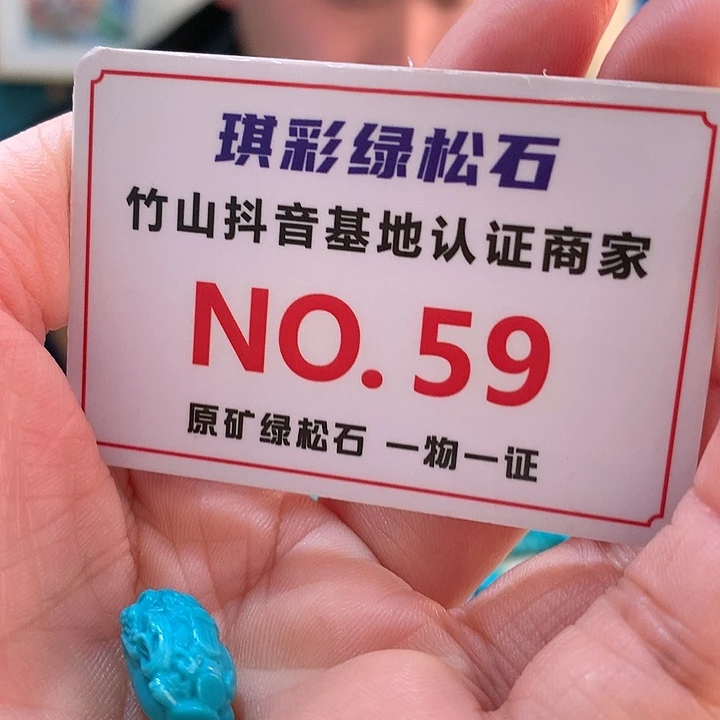 琪彩绿松石
竹山抖音基地认证商家
NO. 59
原矿绿松石 一物一证